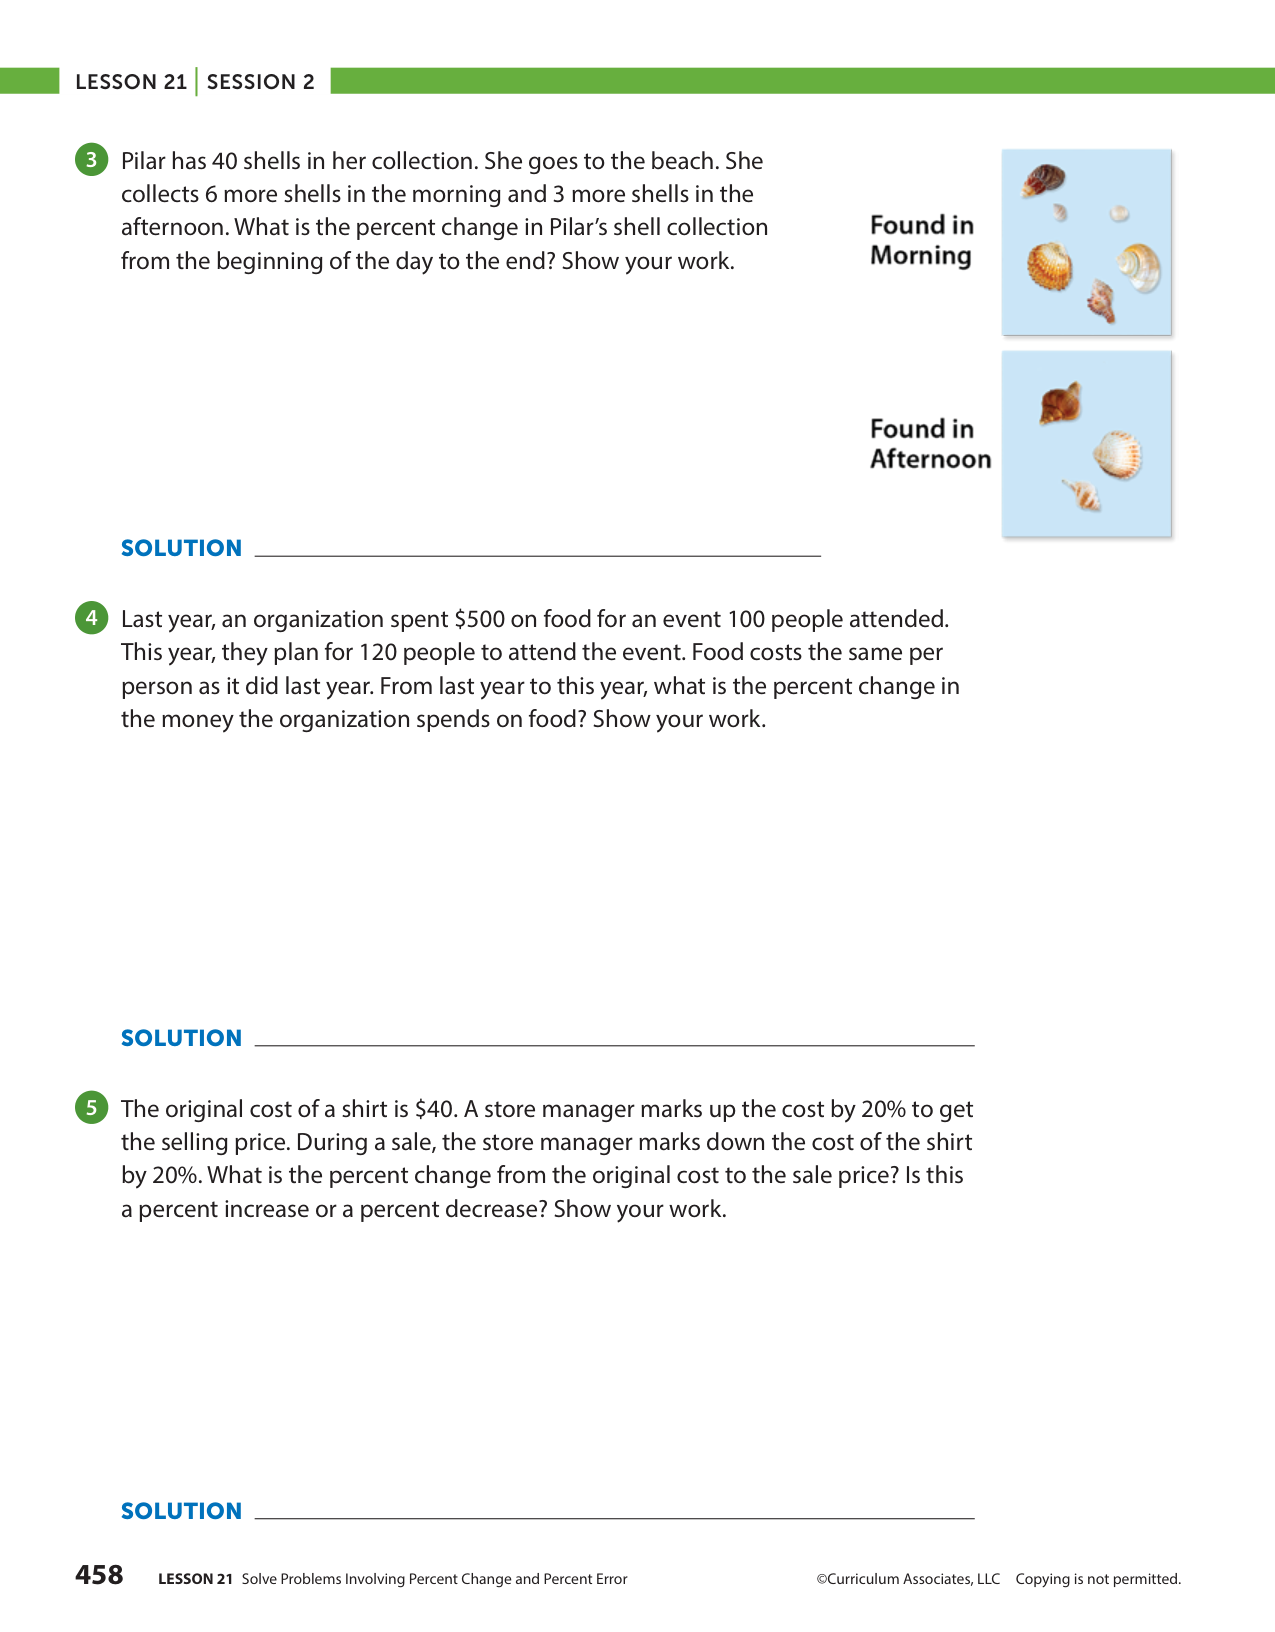 LESSON 21 | SESSION 2
3 Pilar has 40 shells in her collection. She goes to the beach. She
collects 6 more shells in the morning and 3 more shells in the
afternoon. What is the percent change in Pilar’s shell collection
from the beginning of the day to the end? Show your work.
Found in
Morning
Found in
Afternoon
SOLUTION
4 Last year, an organization spent $500 on food for an event 100 people attended.
This year, they plan for 120 people to attend the event. Food costs the same per
person as it did last year. From last year to this year, what is the percent change in
the money the organization spends on food? Show your work.
SOLUTION
5 The original cost of a shirt is $40. A store manager marks up the cost by 20% to get
the selling price. During a sale, the store manager marks down the cost of the shirt
by 20%. What is the percent change from the original cost to the sale price? Is this
a percent increase or a percent decrease? Show your work.
SOLUTION
458 LESSON 21 Solve Problems Involving Percent Change and Percent Error ©Curriculum Associates, LLC Copying is not permitted.